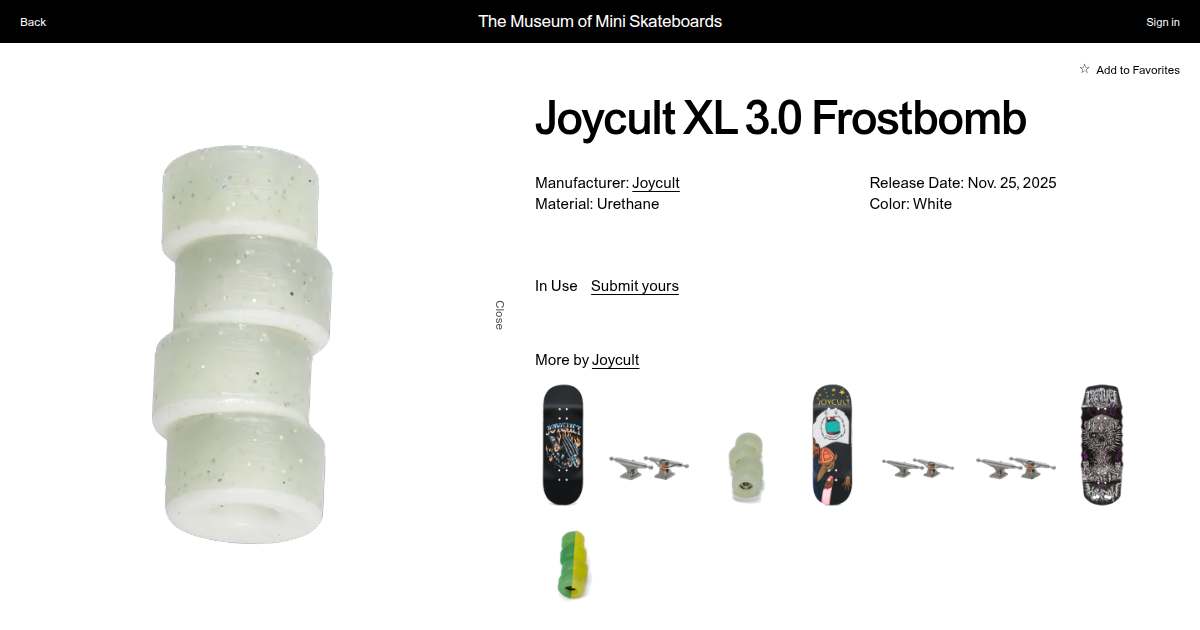 Back
The Museum of Mini Skateboards
Sign in
☆ Add to Favorites
Joycult XL 3.0 Frostbomb
Manufacturer: Joycult
Material: Urethane
Release Date: Nov. 25, 2025
Color: White
Close
In Use Submit yours
More by Joycult
JOYCULT